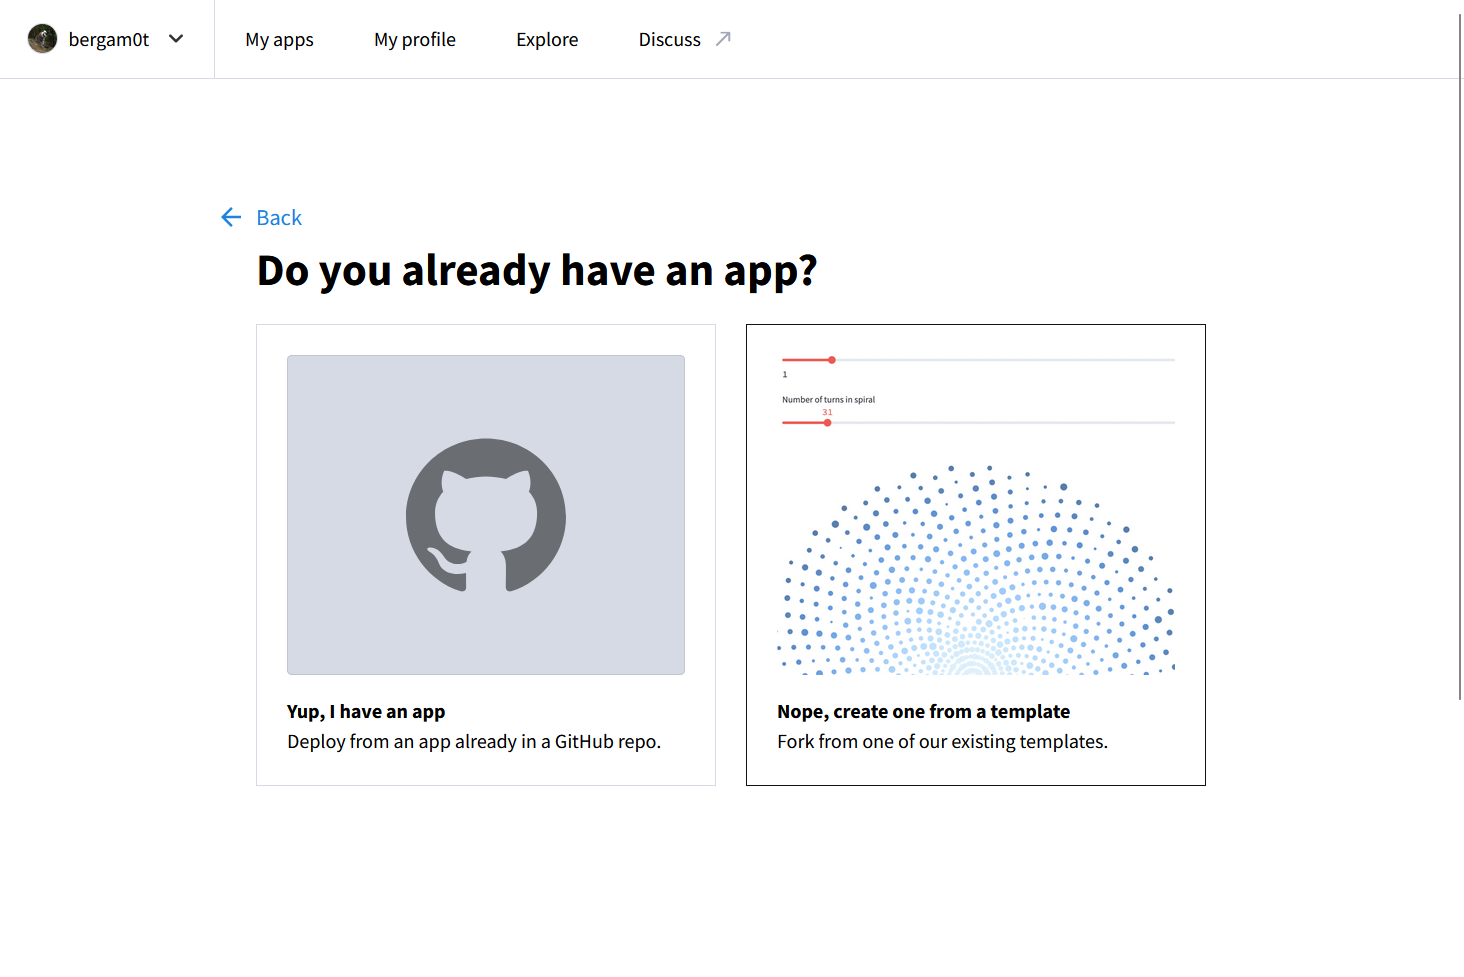 bergam0t
My apps
My profile
Explore
Discuss
Back
Do you already have an app?
Yup, I have an app
Deploy from an app already in a GitHub repo.
1
Number of turns in spiral
31
Nope, create one from a template
Fork from one of our existing templates.